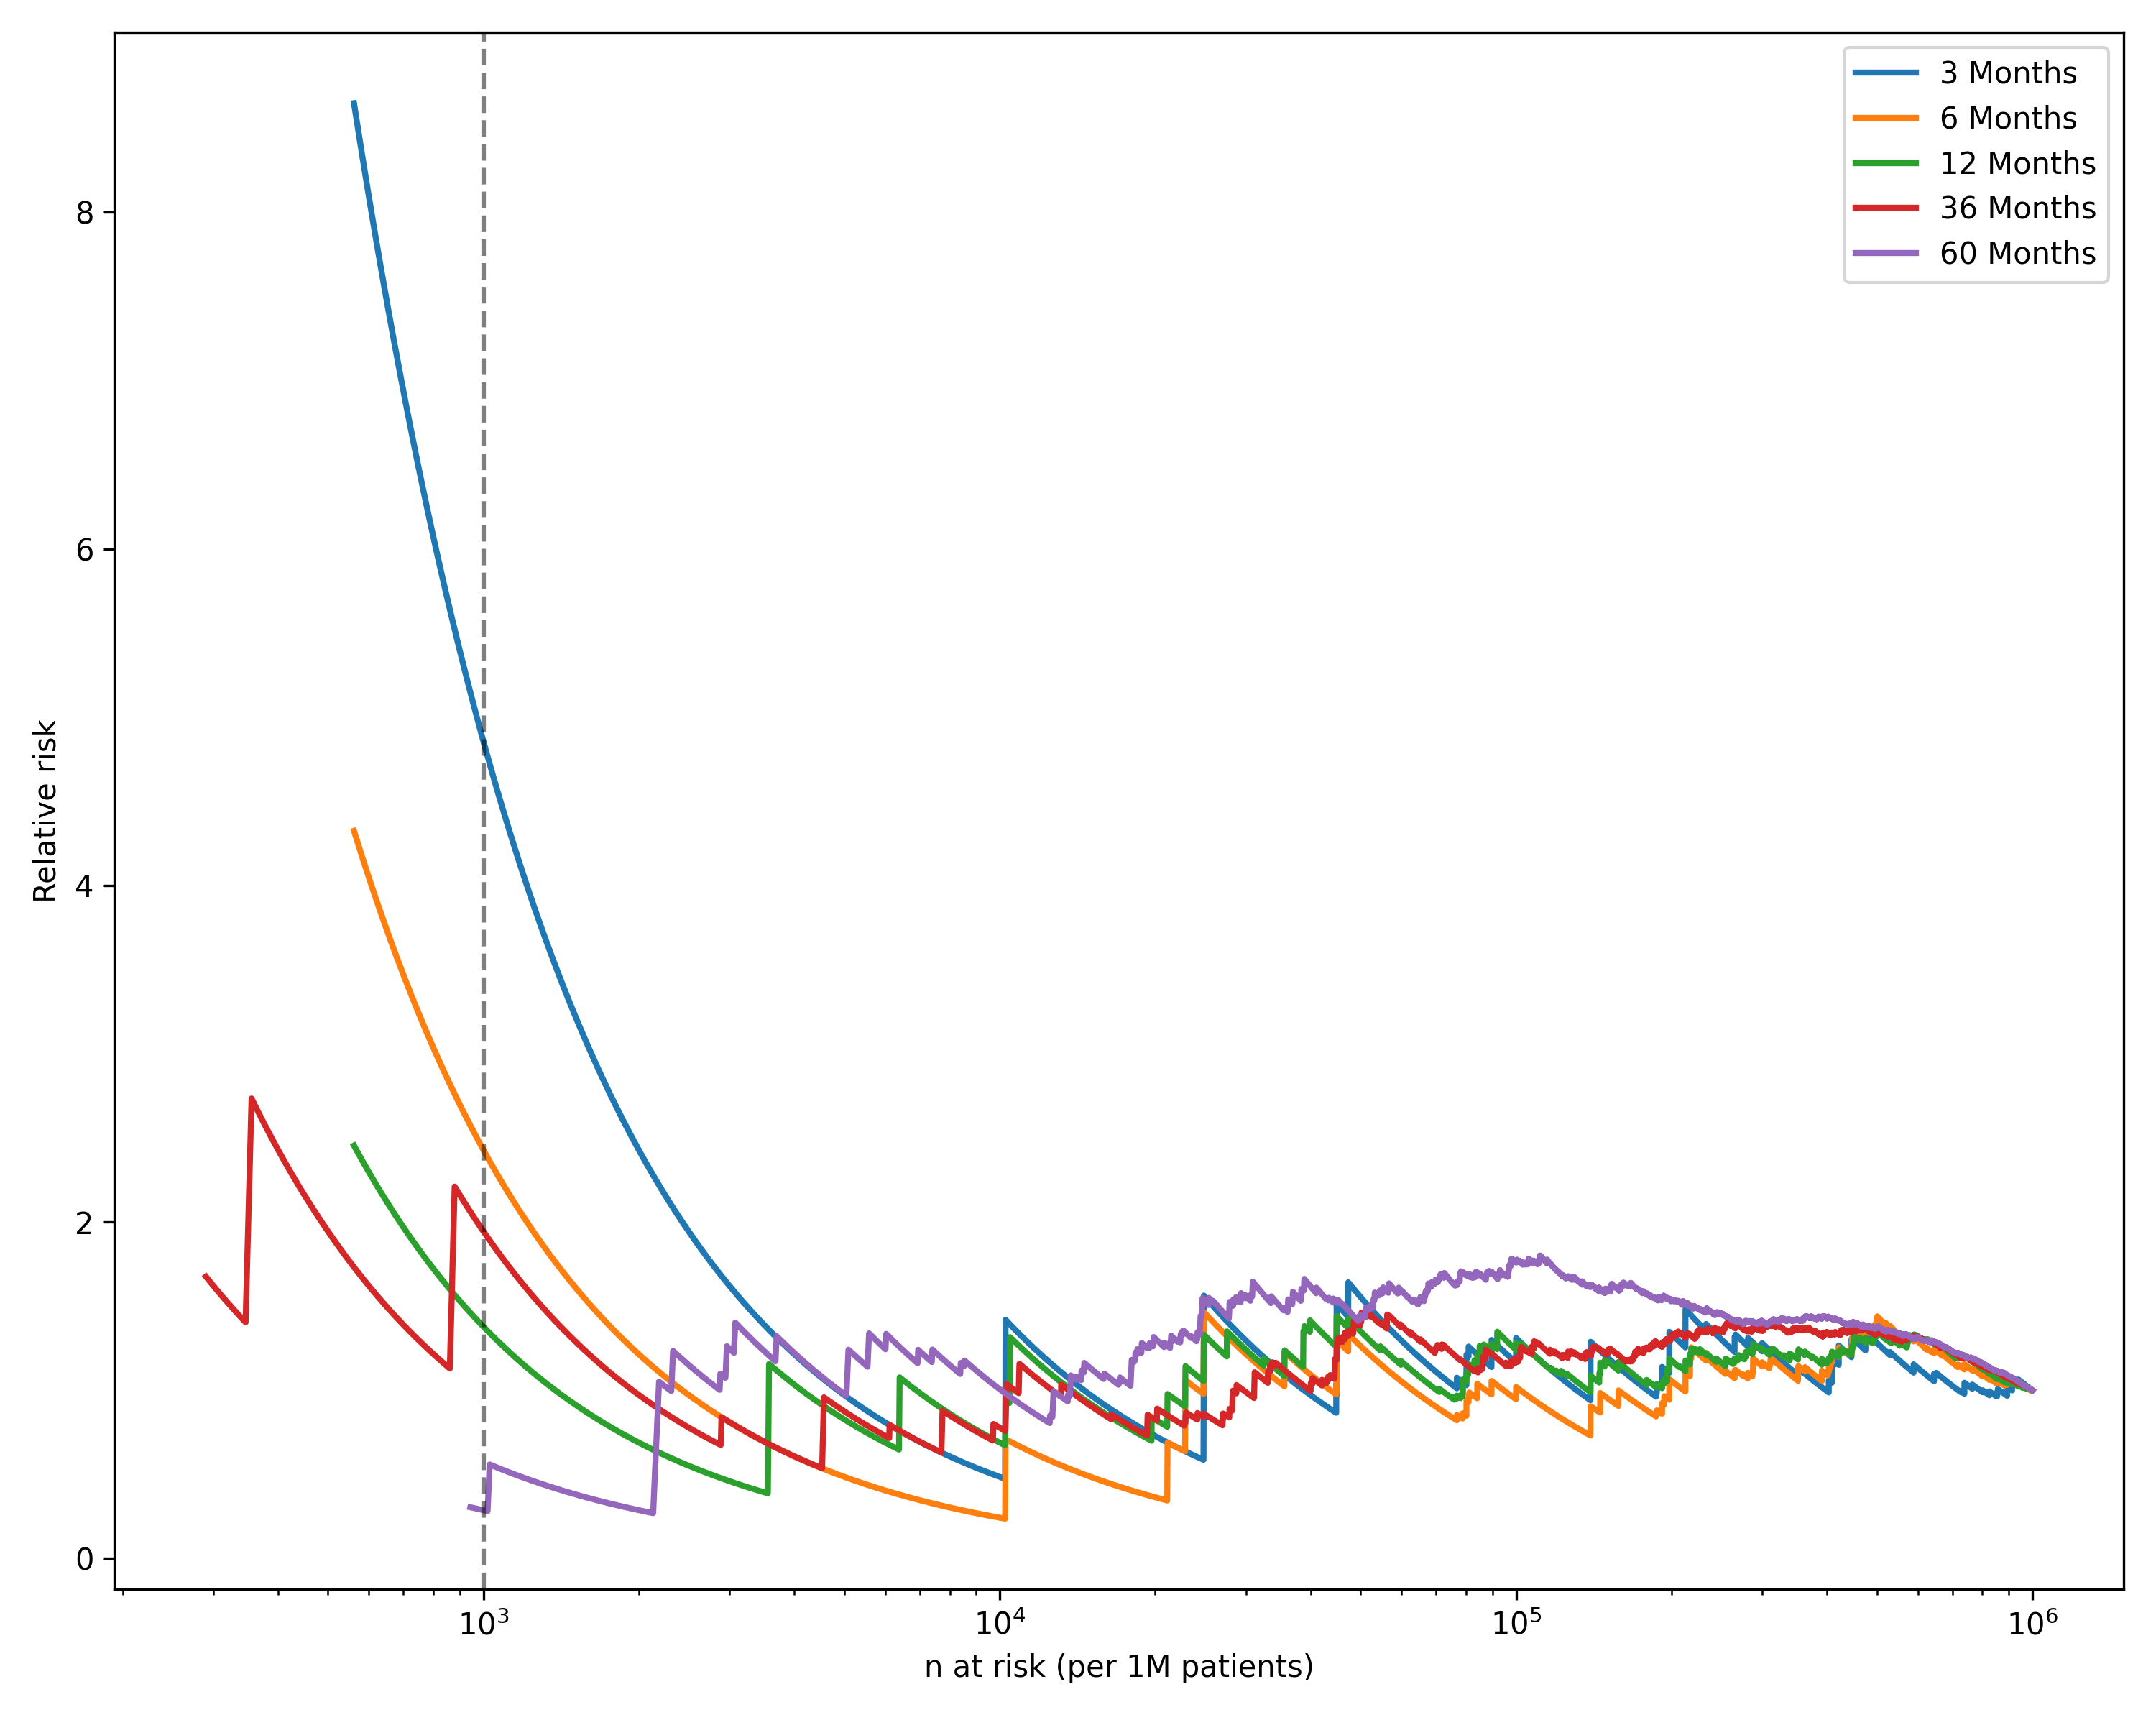 3 Months
6 Months
12 Months
36 Months
60 Months
Relative risk
8
6
4
2
0
10³
10⁴
10⁵
10⁶
n at risk (per 1M patients)